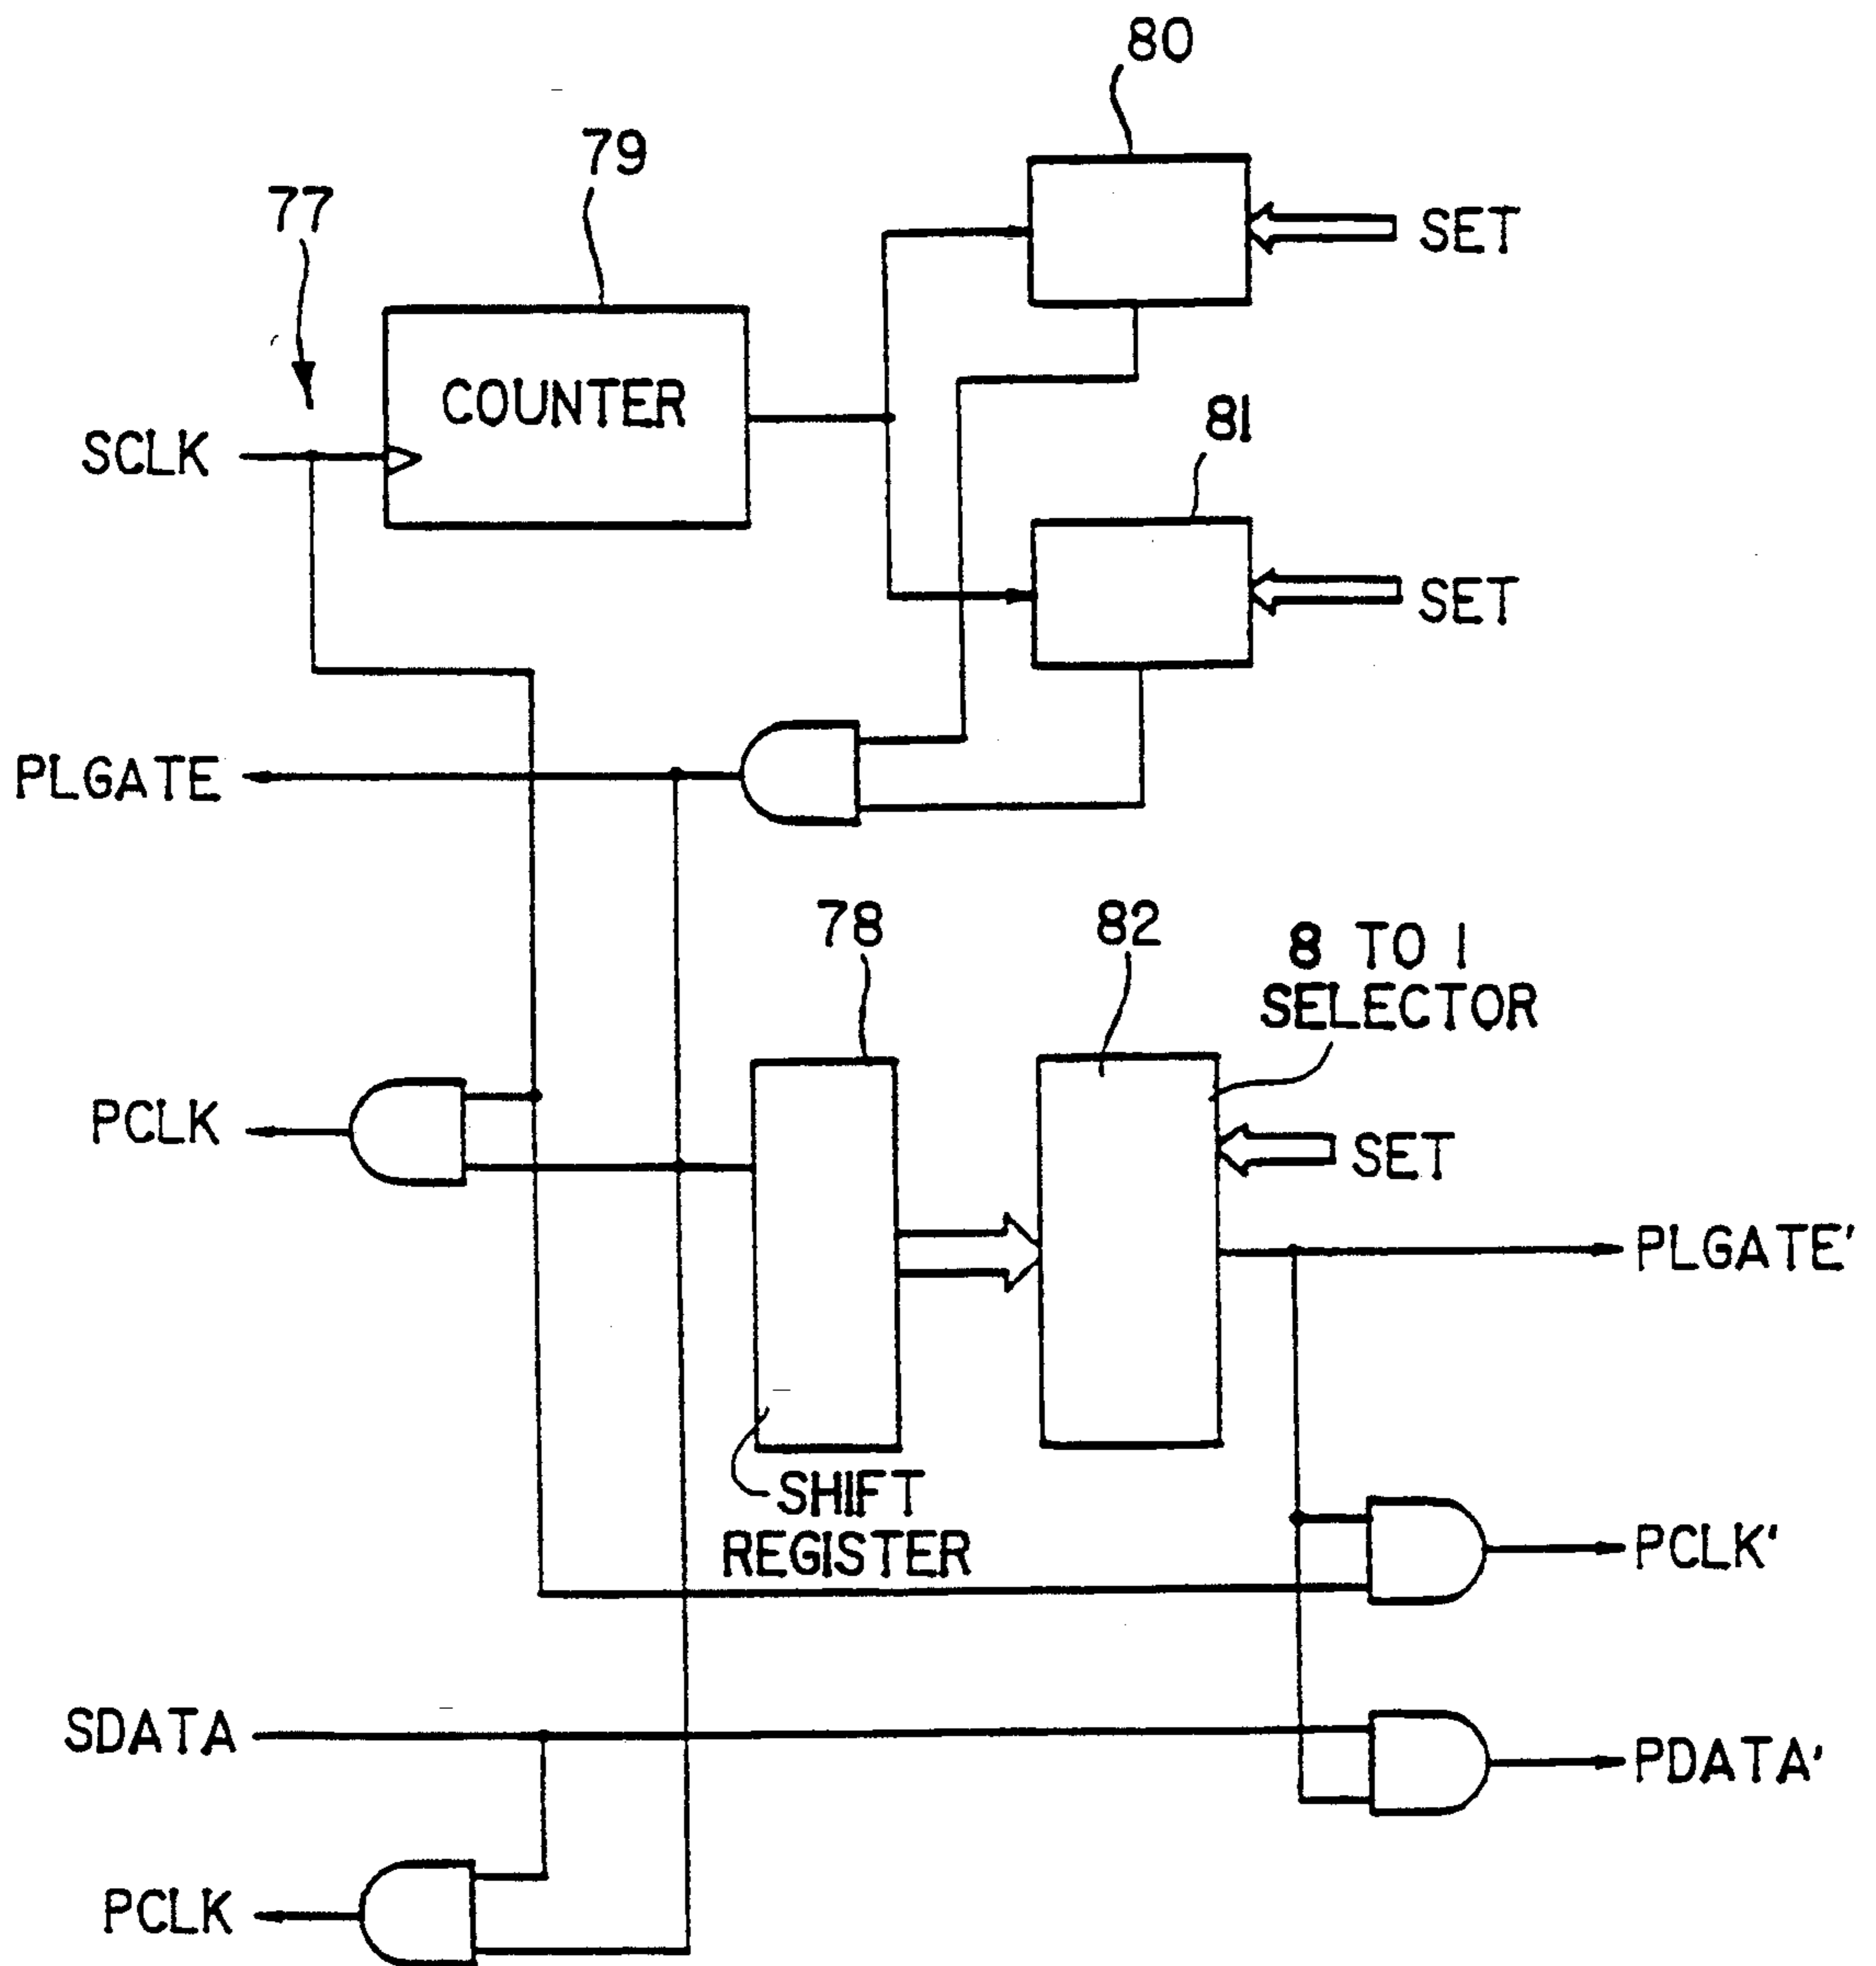 80
79
77
SET
COUNTER
81
SCLK
SET
PLGATE
78
82
8 TO 1
SELECTOR
PCLK
SET
PLGATE'
SHIFT
REGISTER
PCLK'
SDATA
PDATA'
PCLK